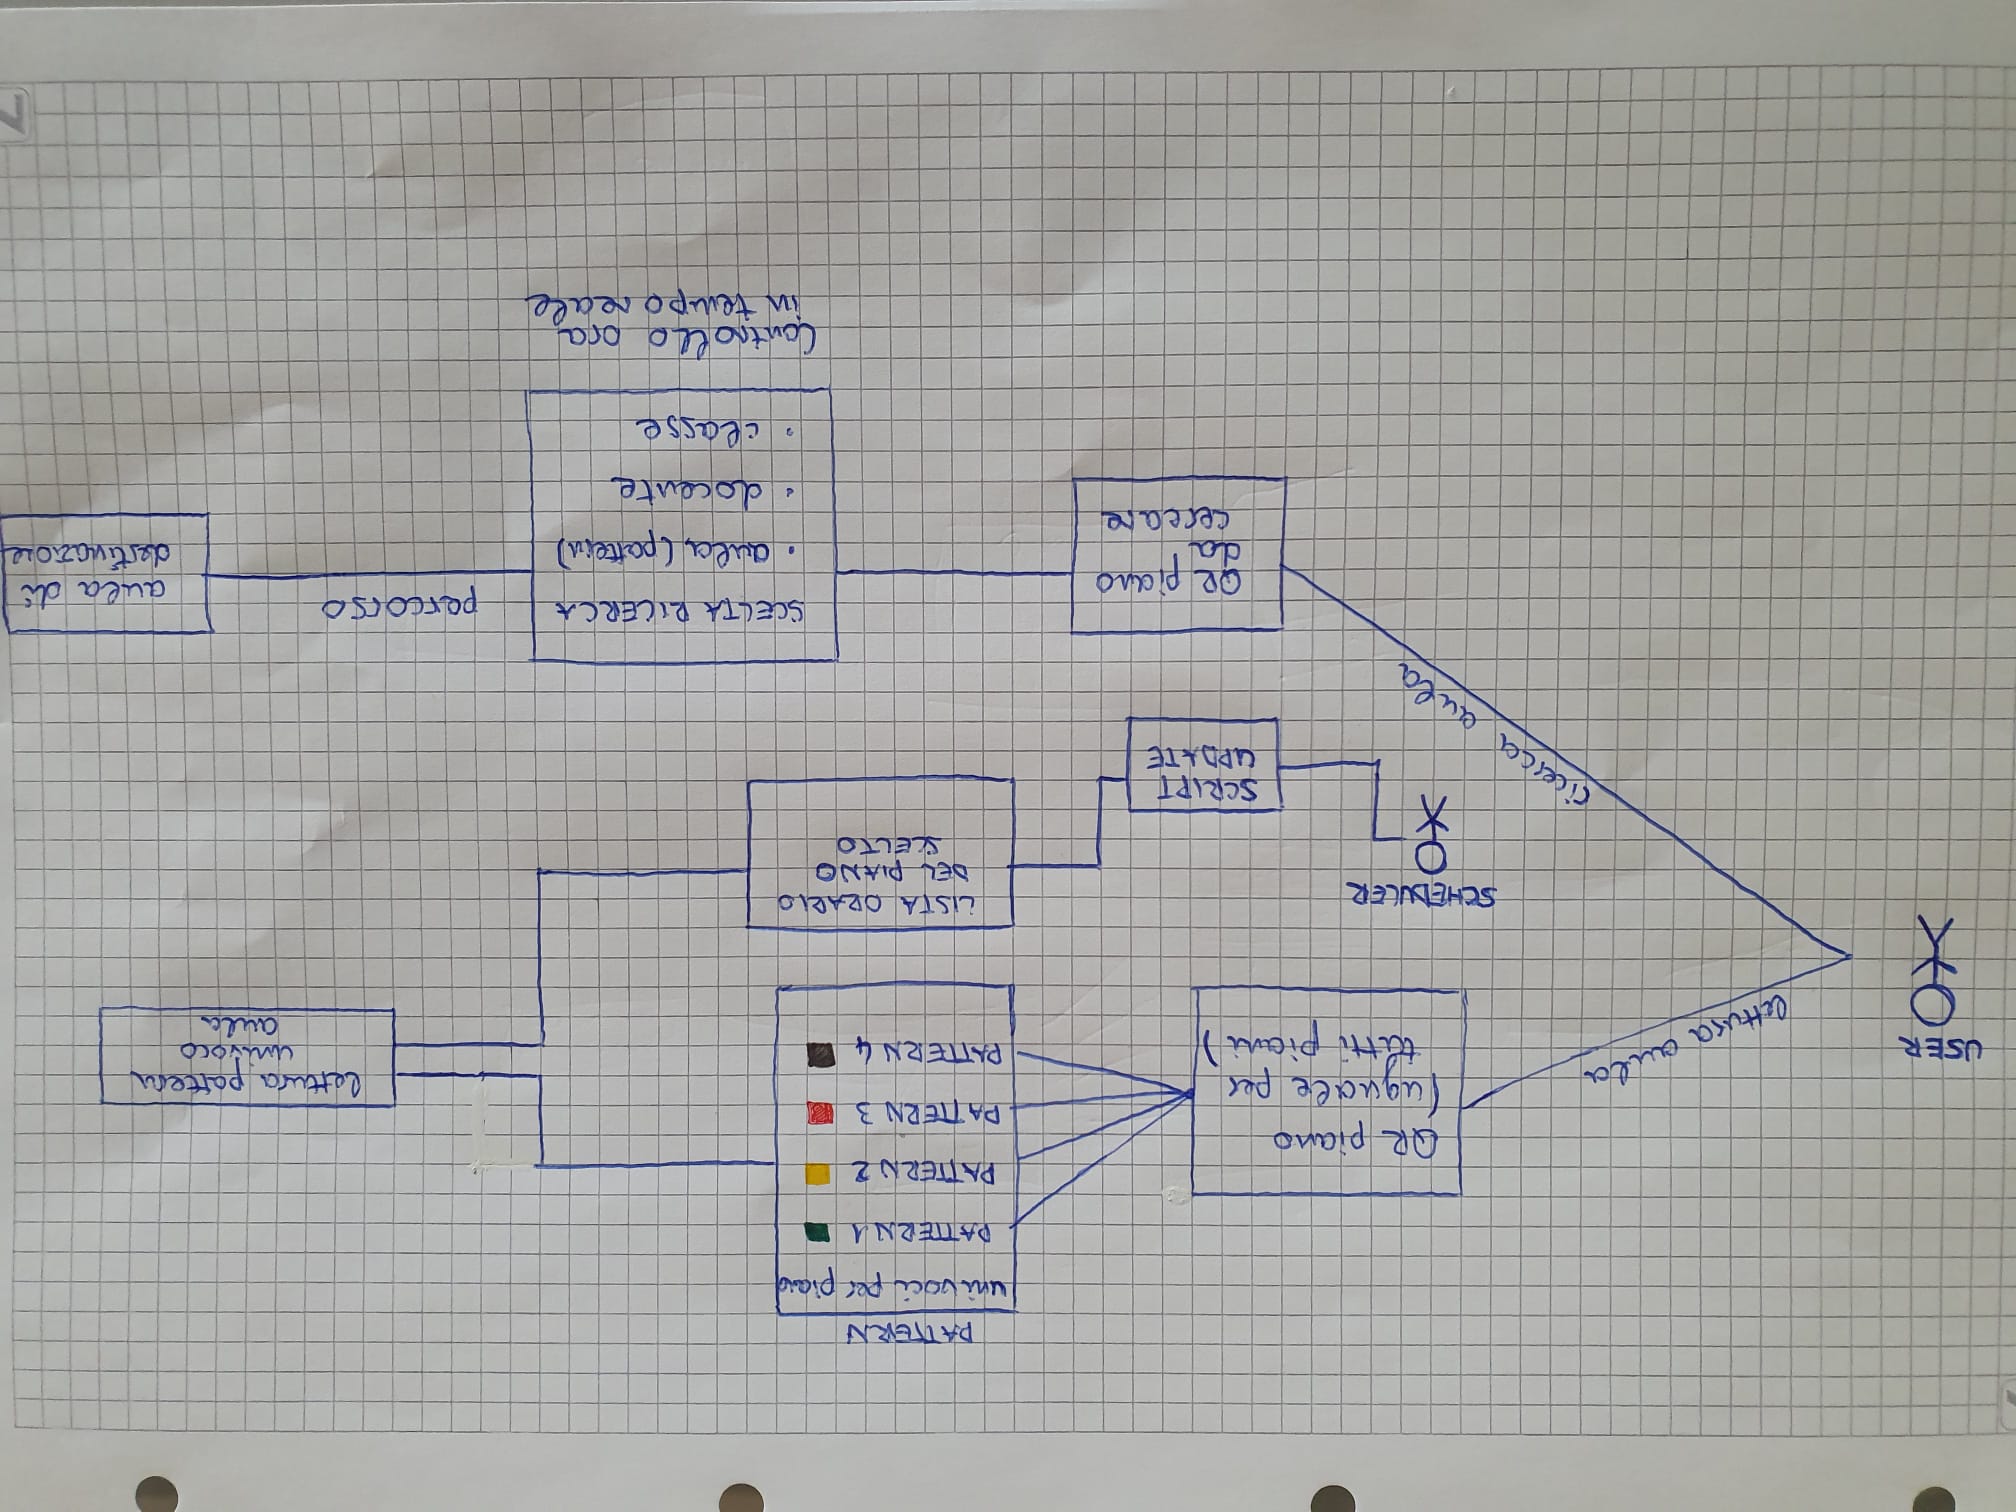 PATTERN
univoci per piano
PATTERN 1
PATTERN 2
PATTERN 3
PATTERN 4
QR piano
(uguale per
tutti piani)
lettura aula
USER
lettura pattern
univoco
aula
SCHEDULER
LISTA ORARIO
DEL PIANO
SCELTO
SCRIPT
UPDATE
ricerca aula
QR piano
da
cercare
SCELTA RICERCA
• aula (pattern)
• docente
• classe
percorso
aula di
destinazione
Controllo ora
in tempo reale